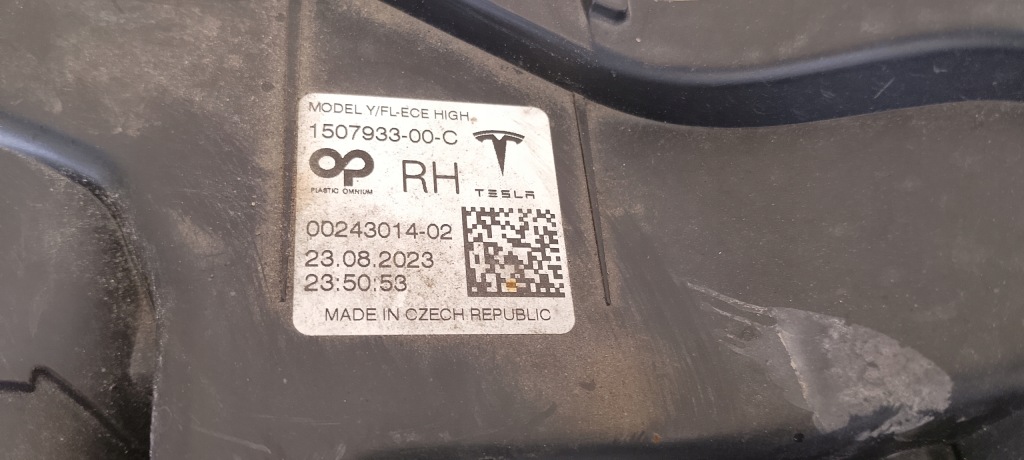 MODEL Y/FL-ECE HIGH
1507933-00-C
OP
PLASTIC OMNIUM
RH
TESLA
00243014-02
23.08.2023
23:50:53
MADE IN CZECH REPUBLIC